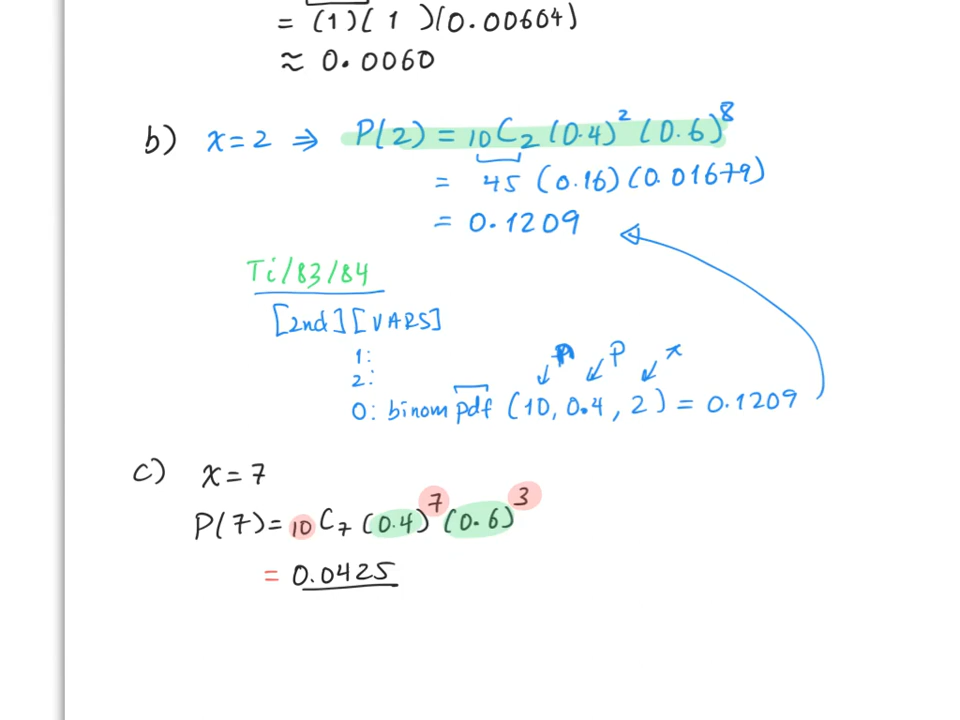 = (1)( 1 )(0.00604)
≈ 0.0060
b) x = 2 ⇒ P(2) = 10C2 (0.4)^2 (0.6)^8
= 45 (0.16)(0.01679)
= 0.1209
Ti/83/84
[2nd][VARS]
1:
2:
n p x
0: binompdf (10, 0.4, 2) = 0.1209
c) x = 7
P(7) = 10C7 (0.4)^7 (0.6)^3
= 0.0425